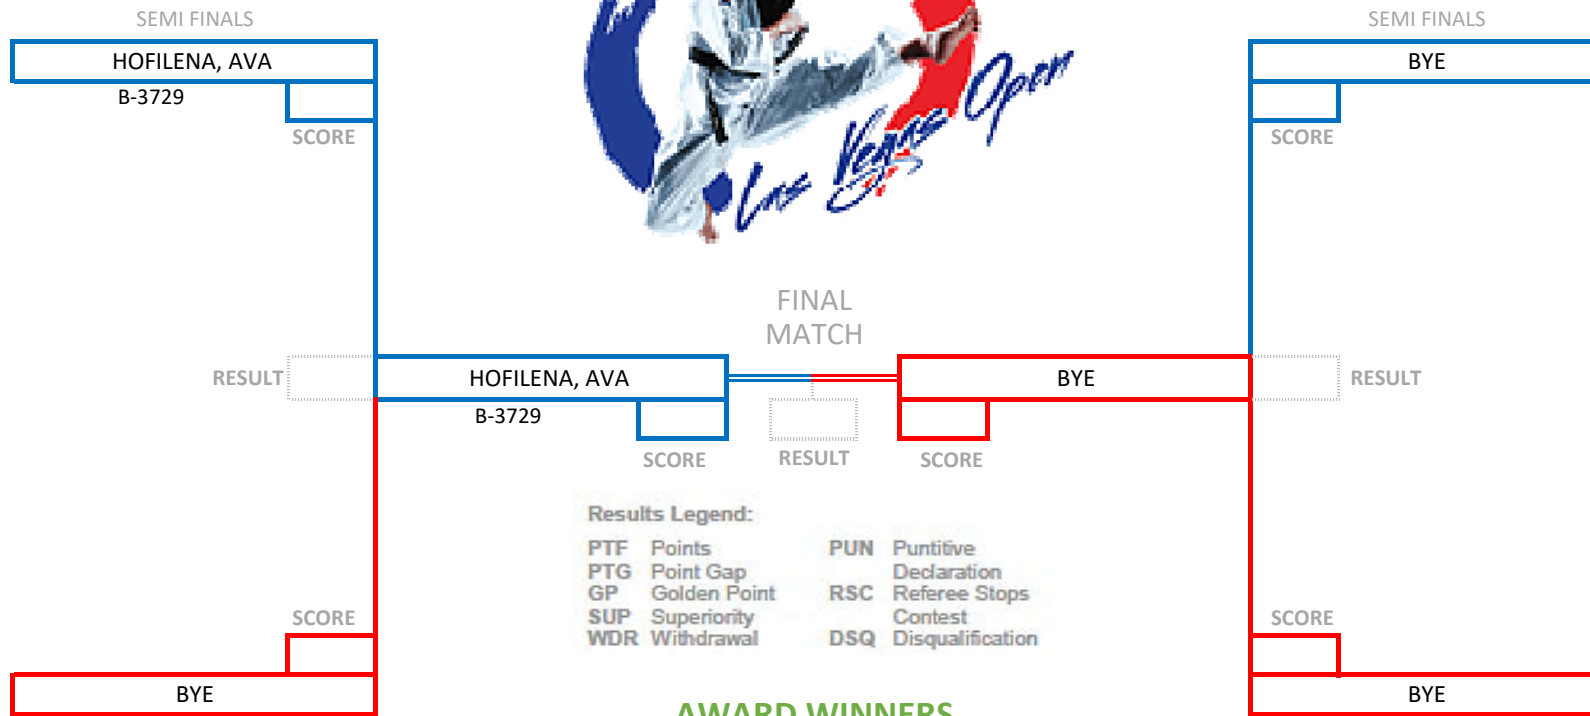 SEMI FINALS
SEMI FINALS
HOFILENA, AVA
BYE
B-3729
SCORE
SCORE
Las Vegas Open
FINAL
MATCH
RESULT
HOFILENA, AVA
BYE
RESULT
B-3729
SCORE
RESULT
SCORE
Results Legend:
PTF Points
PTG Point Gap
GP Golden Point
SUP Superiority
WDR Withdrawal
PUN Puntitive
Declaration
RSC Referee Stops
Contest
DSQ Disqualification
SCORE
SCORE
BYE
BYE
AWARD WINNERS